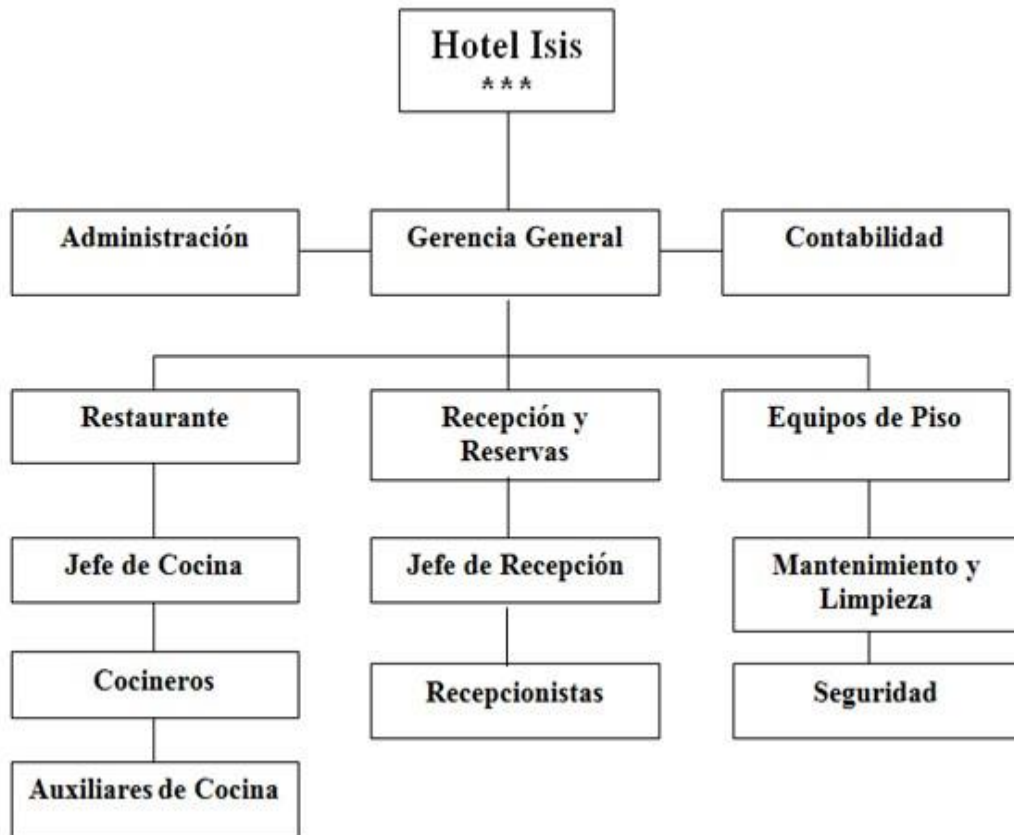 Hotel Isis
***
Administración
Gerencia General
Contabilidad
Restaurante
Recepción y
Reservas
Equipos de Piso
Jefe de Cocina
Jefe de Recepción
Mantenimiento y
Limpieza
Cocineros
Recepcionistas
Seguridad
Auxiliares de Cocina